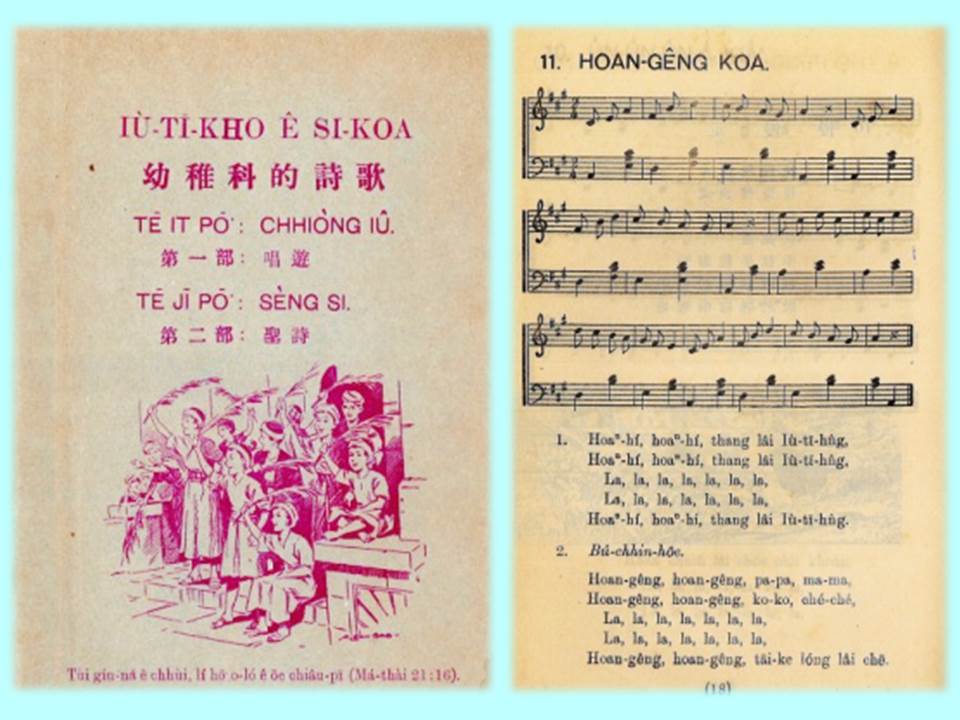 IÙ-TĪ-KHO Ê SI-KOA
幼稚科的詩歌
TĒ IT PŌ͘ : CHHIÒNG IÛ.
第一部: 唱遊
TĒ JĪ PŌ͘ : SÈNG SI.
第二部: 聖詩
Tùi gín-ná ê chhùi, lí hō͘ o-ló ê ōe chiâu-pī (Má-thài 21:16).
11. HOAN-GÊNG KOA.
1. Hoaⁿ-hí, hoaⁿ-hí, thang lâi Iù-tī-hn̂g,
Hoaⁿ-hí, hoaⁿ-hí, thang lâi Iù-tī-hn̂g,
La, la, la, la, la, la, la,
La, la, la, la, la, la, la,
Hoaⁿ-hí, hoaⁿ-hí, thang lâi Iù-tī-hn̂g.
2. Bú-chhin-hōe.
Hoan-gêng, hoan-gêng, pa-pa, ma-ma,
Hoan-gêng, hoan-gêng, ko-ko, ché-ché,
La, la, la, la, la, la, la,
La, la, la, la, la, la, la,
Hoan-gêng, hoan-gêng, tāi-ke lóng lâi chē.
(18)